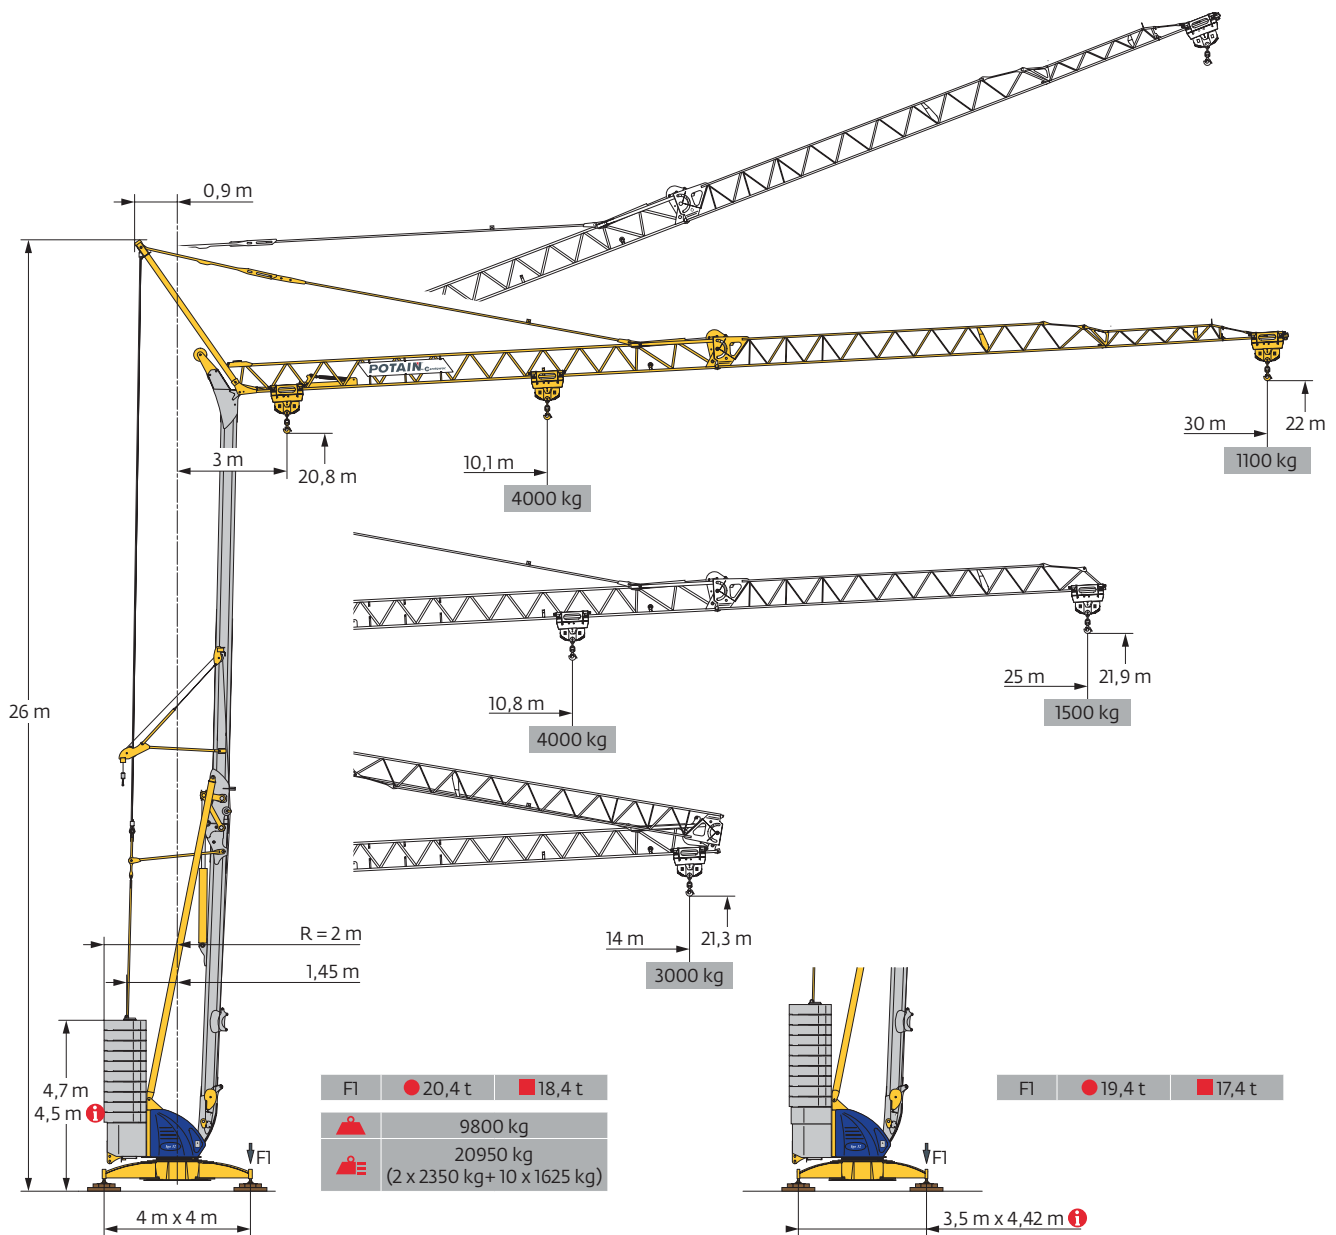 0,9 m
POTAIN
3 m
20,8 m
10,1 m
4000 kg
30 m
22 m
1100 kg
26 m
10,8 m
4000 kg
25 m
21,9 m
1500 kg
R = 2 m
1,45 m
14 m
21,3 m
3000 kg
4,7 m
4,5 m i
F1 20,4 t 18,4 t
9800 kg
20950 kg
(2 x 2350 kg+ 10 x 1625 kg)
F1
4 m x 4 m
F1 19,4 t 17,4 t
F1
3,5 m x 4,42 m i